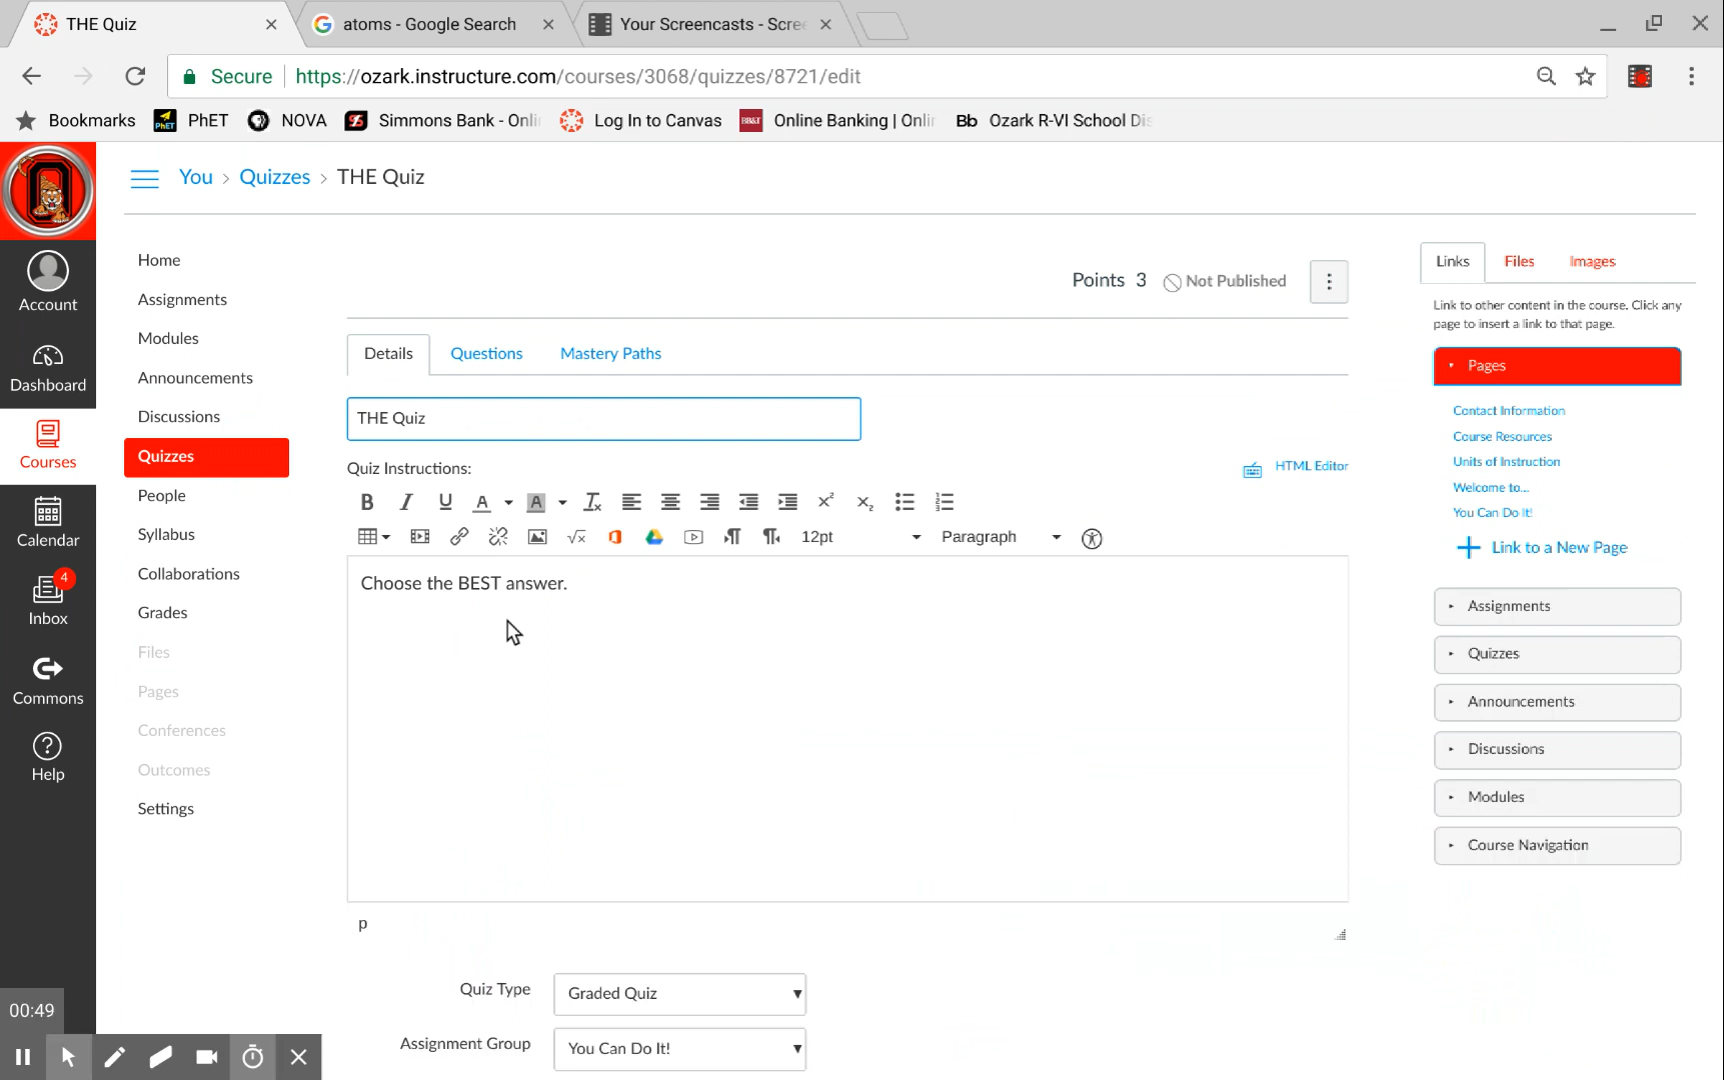 THE Quiz
atoms - Google Search
Your Screencasts - Scree
Secure
https://ozark.instructure.com/courses/3068/quizzes/8721/edit
Bookmarks
PhET
NOVA
Simmons Bank - Onli
Log In to Canvas
BB&T
Online Banking | Onli
Bb
Ozark R-VI School Dis
You > Quizzes > THE Quiz
Account
Dashboard
Courses
Calendar
4
Inbox
Commons
Help
Home
Assignments
Modules
Announcements
Discussions
Quizzes
People
Syllabus
Collaborations
Grades
Files
Pages
Conferences
Outcomes
Settings
Points 3 Not Published
Details Questions Mastery Paths
THE Quiz
Quiz Instructions:
HTML Editor
12pt
Paragraph
Choose the BEST answer.
p
Quiz Type
Graded Quiz
Assignment Group
You Can Do It!
Links Files Images
Link to other content in the course. Click any
page to insert a link to that page.
Pages
Contact Information
Course Resources
Units of Instruction
Welcome to...
You Can Do It!
Link to a New Page
Assignments
Quizzes
Announcements
Discussions
Modules
Course Navigation
00:49